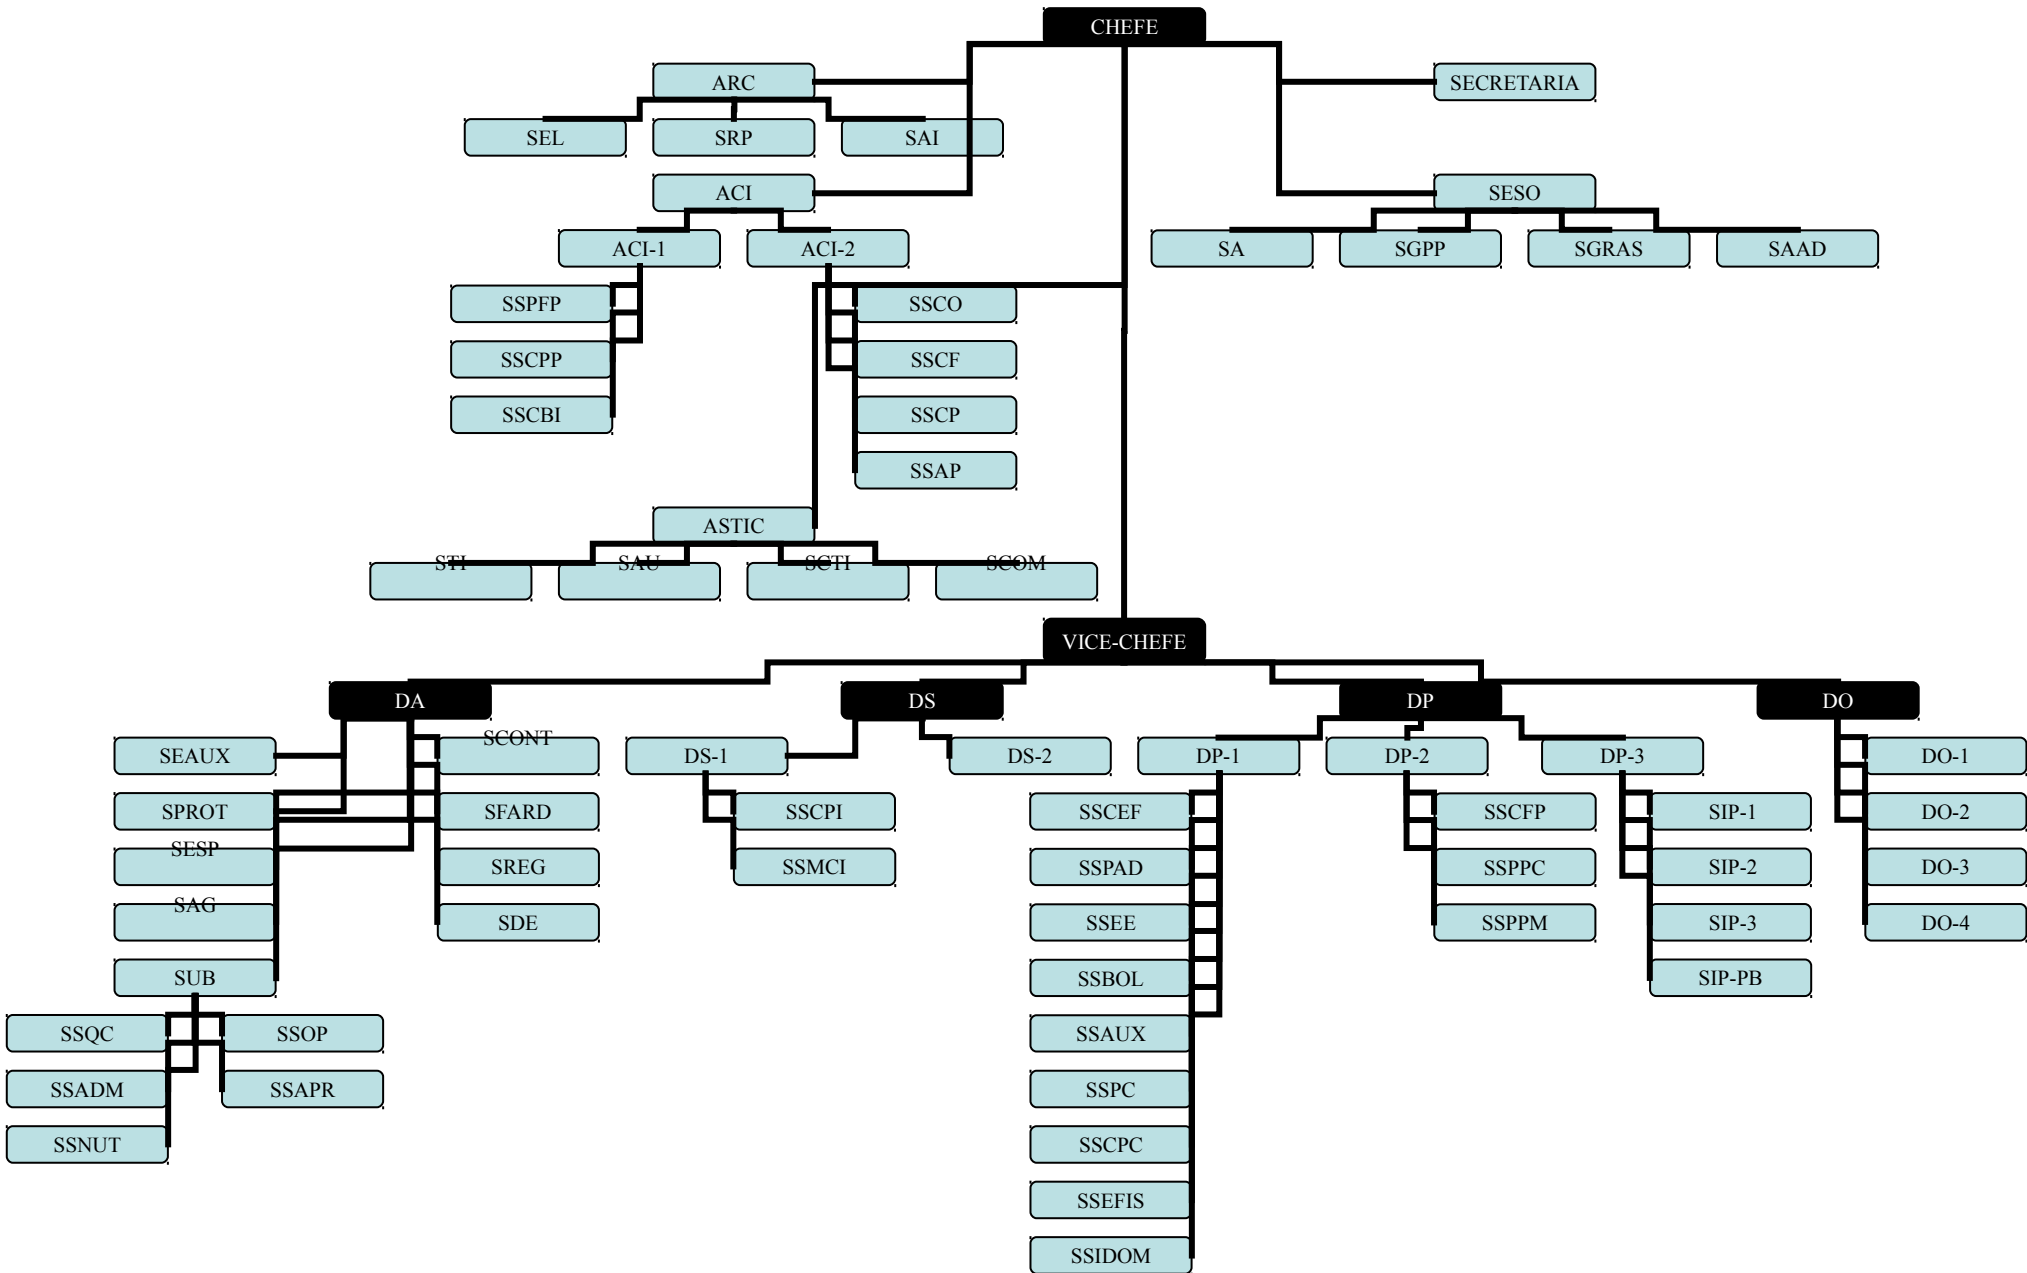 CHEFE
ARC
SECRETARIA
SEL
SRP
SAI
ACI
SESO
ACI-1
ACI-2
SA
SGPP
SGRAS
SAAD
SSPFP
SSCO
SSCPP
SSCF
SSCBI
SSCP
SSAP
ASTIC
STI
SAU
SCTI
SCOM
VICE-CHEFE
DA
DS
DP
DO
SEAUX
SCONT
DS-1
DS-2
DP-1
DP-2
DP-3
DO-1
SPROT
SFARD
SSCPI
SSCEF
SSCFP
SIP-1
DO-2
SESP
SREG
SSMCI
SSPAD
SSPPC
SIP-2
DO-3
SAG
SDE
SSEE
SSPPM
SIP-3
DO-4
SUB
SSBOL
SIP-PB
SSQC
SSOP
SSAUX
SSADM
SSAPR
SSPC
SSNUT
SSCPC
SSEFIS
SSIDOM